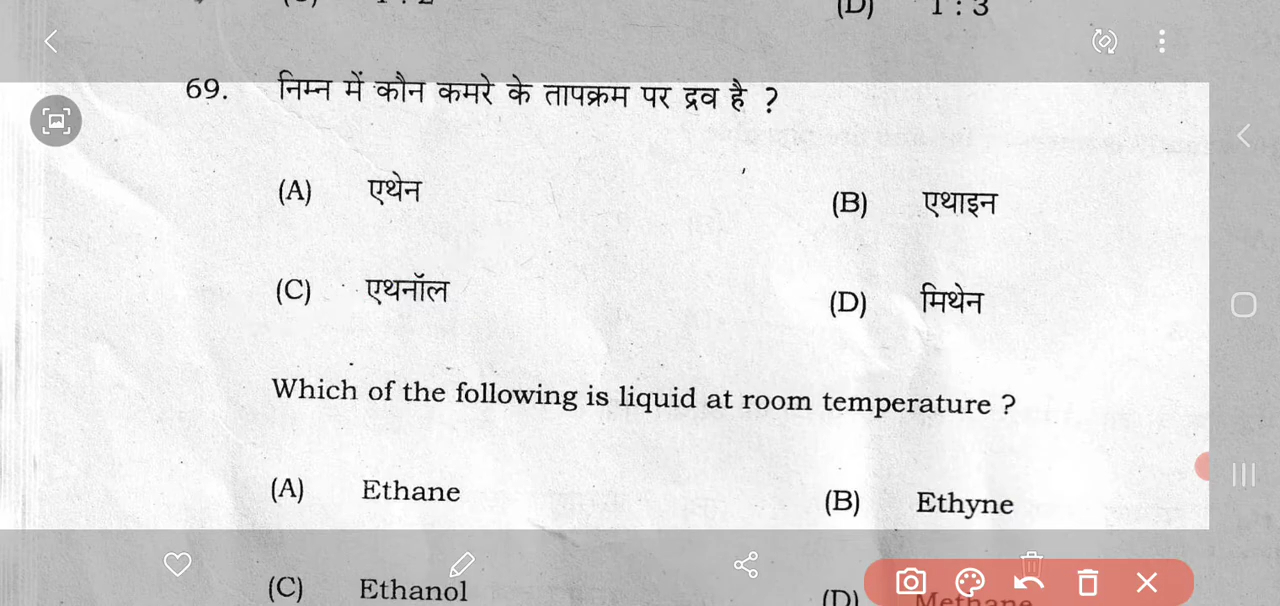 (D) 1 : 3
69. निम्न में कौन कमरे के तापक्रम पर द्रव है ?
(A) एथेन (B) एथाइन
(C) एथनॉल (D) मिथेन
Which of the following is liquid at room temperature ?
(A) Ethane (B) Ethyne
(C) Ethanol (D) Methane